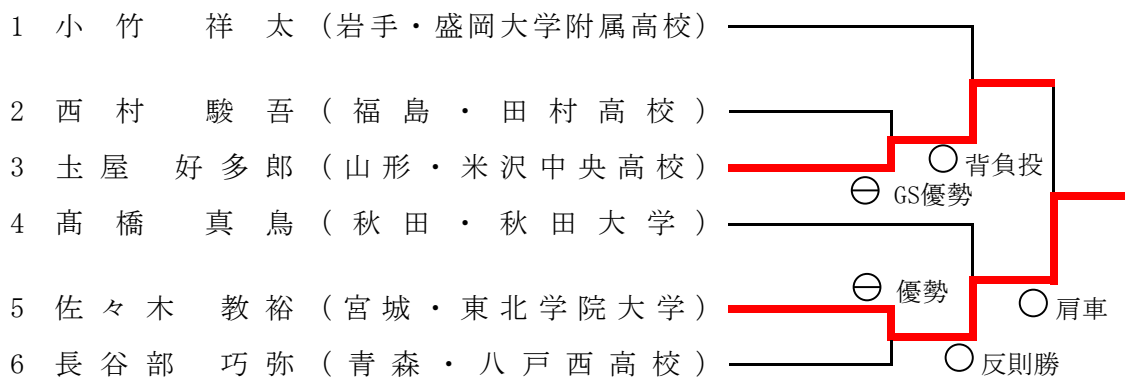 1 小竹 祥太 (岩手・盛岡大学附属高校)
2 西村 駿吾 (福島・田村高校)
背負投
3 圡屋 好多郎 (山形・米沢中央高校)
GS優勢
4 髙橋 真鳥 (秋田・秋田大学)
優勢
5 佐々木 教裕 (宮城・東北学院大学)
肩車
6 長谷部 巧弥 (青森・八戸西高校)
反則勝